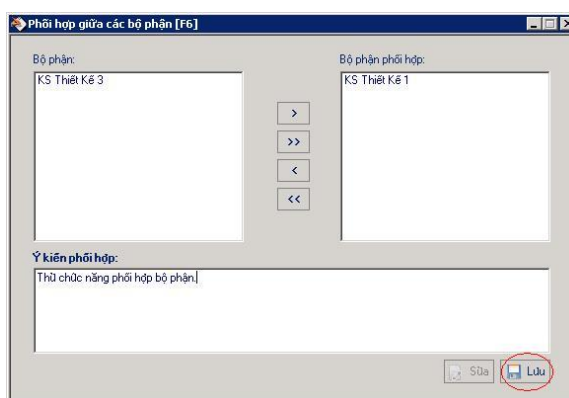 Phối hợp giữa các bộ phận [F6]
Bộ phận:
Bộ phận phối hợp:
KS Thiết Kế 3
KS Thiết Kế 1
>
>>
<
<<
Ý kiến phối hợp:
Thử chức năng phối hợp bộ phận.
Sửa
Lưu